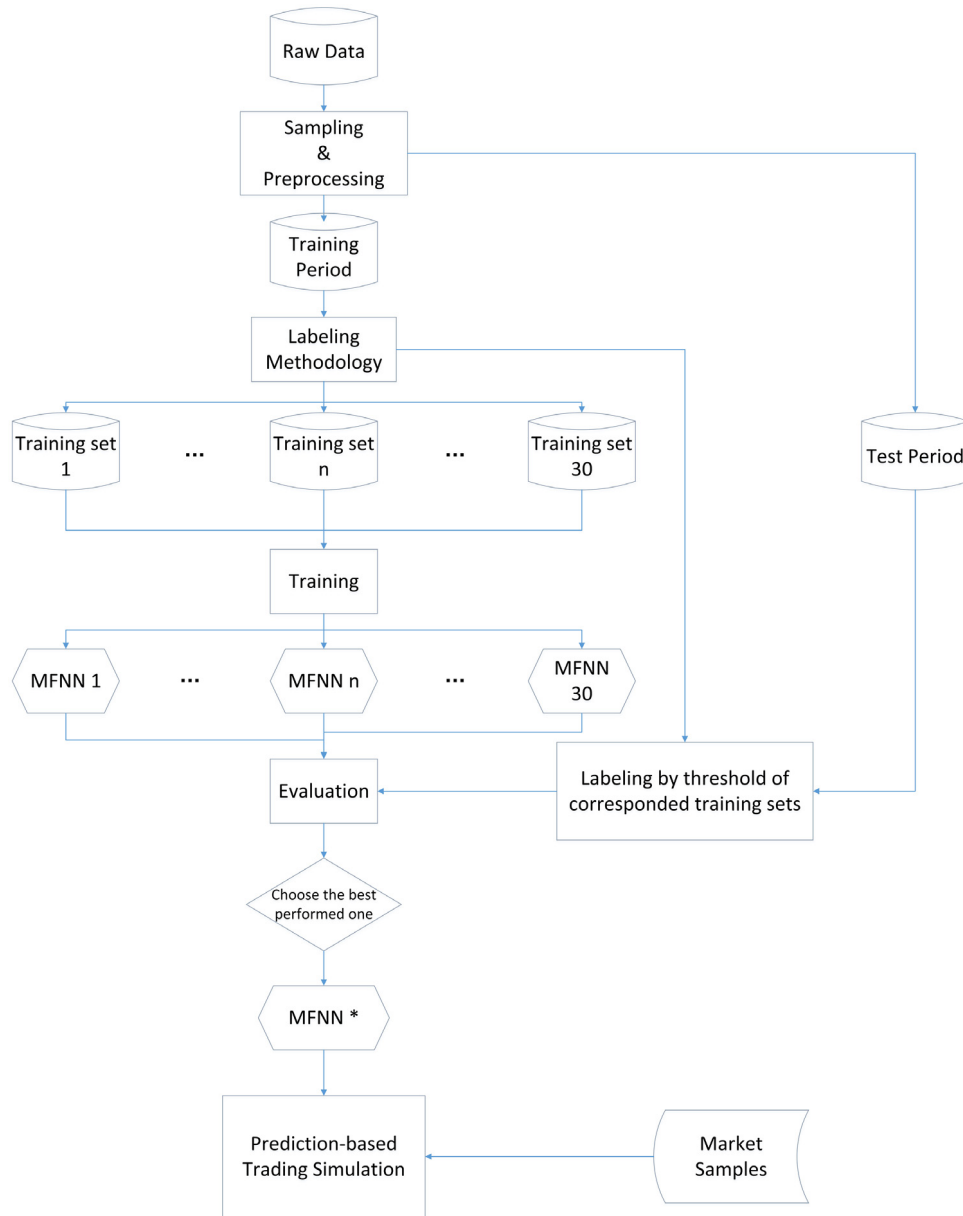 Raw Data
Sampling
&
Preprocessing
Training
Period
Labeling
Methodology
Training set
1
...
Training set
n
...
Training set
30
Test Period
Training
MFNN 1
...
MFNN n
...
MFNN
30
Evaluation
Labeling by threshold of
corresponded training sets
Choose the best
performed one
MFNN *
Prediction-based
Trading Simulation
Market
Samples